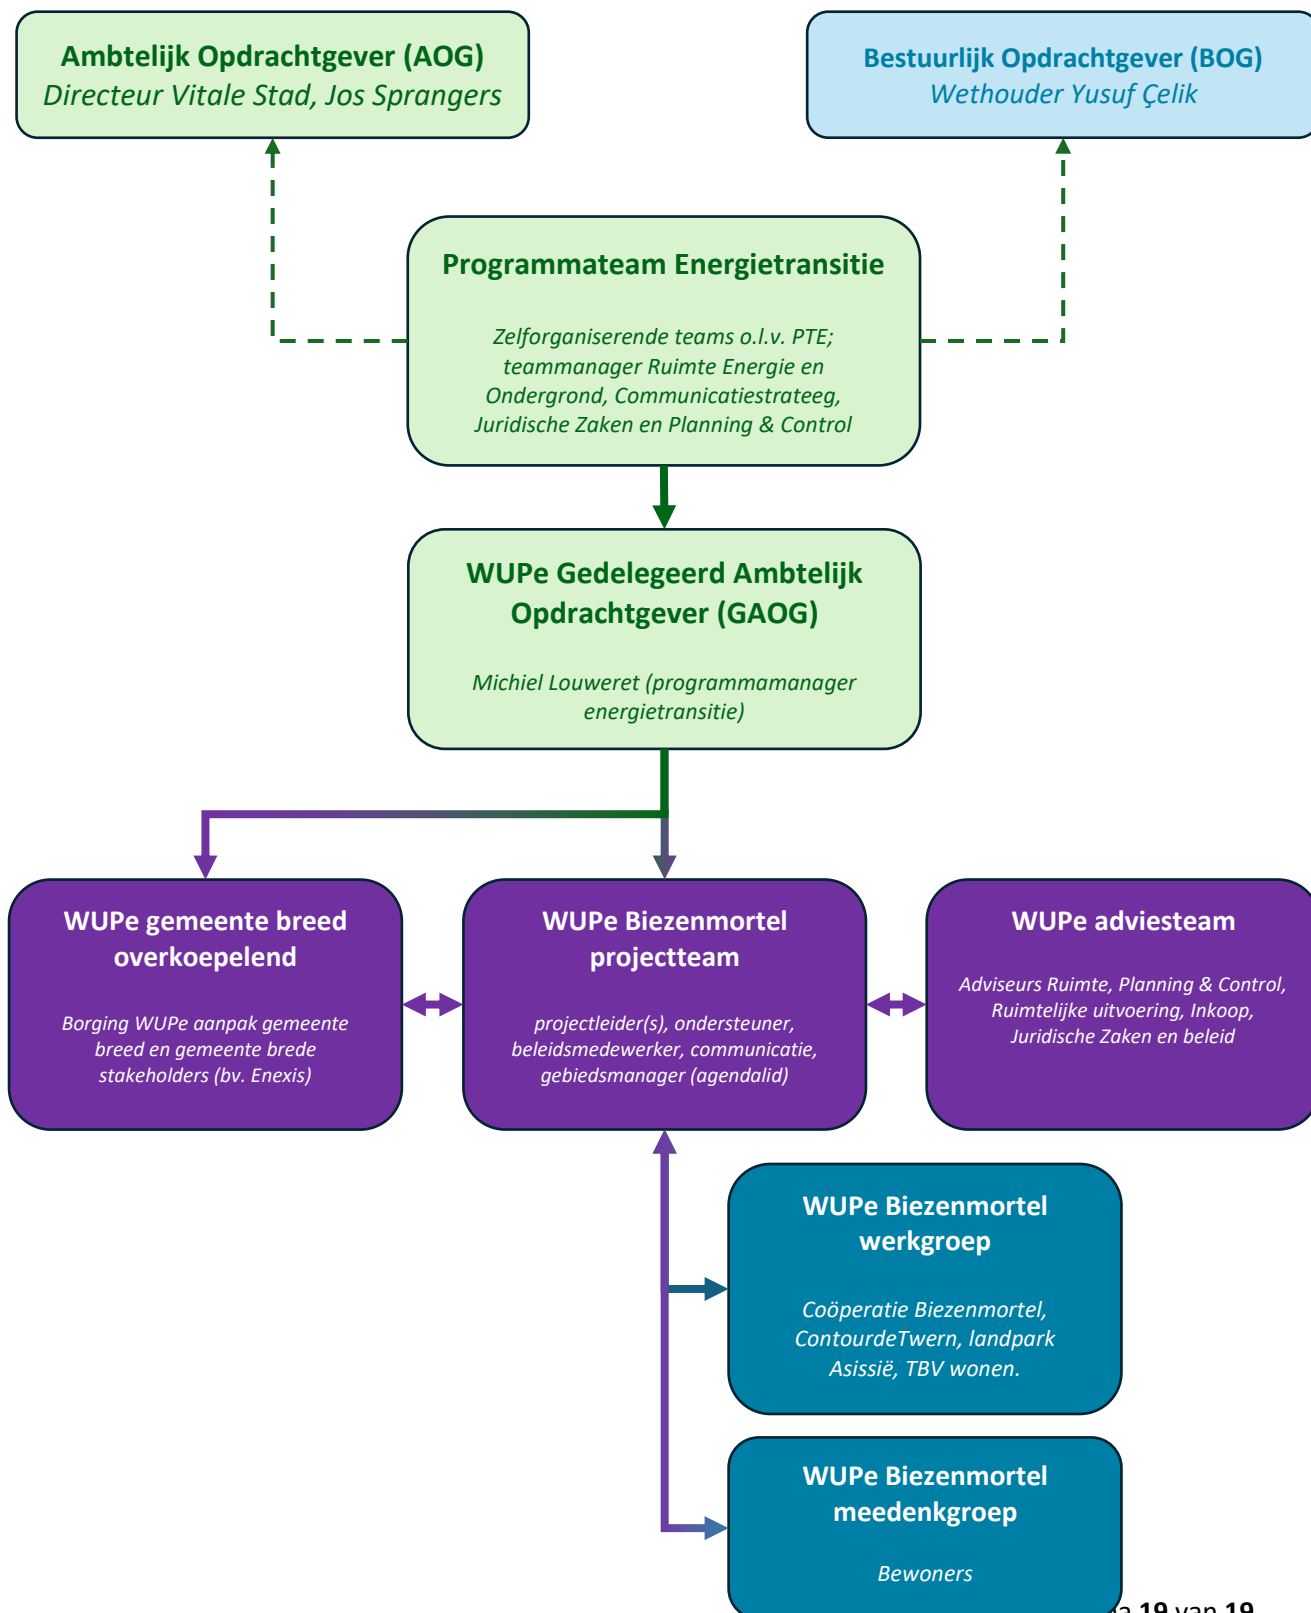 Ambtelijk Opdrachtgever (AOG)
Directeur Vitale Stad, Jos Sprangers
Bestuurlijk Opdrachtgever (BOG)
Wethouder Yusuf Çelik
Programmateam Energietransitie
Zelforganiserende teams o.l.v. PTE;
teammanager Ruimte Energie en
Ondergrond, Communicatiestrateeg,
Juridische Zaken en Planning & Control
WUPe Gedelegeerd Ambtelijk
Opdrachtgever (GAOG)
Michiel Louweret (programmamanager
energietransitie)
WUPe gemeente breed
overkoepelend
Borging WUPe aanpak gemeente
breed en gemeente brede
stakeholders (bv. Enexis)
WUPe Biezenmortel
projectteam
projectleider(s), ondersteuner,
beleidsmedewerker, communicatie,
gebiedsmanager (agendalid)
WUPe adviesteam
Adviseurs Ruimte, Planning & Control,
Ruimtelijke uitvoering, Inkoop,
Juridische Zaken en beleid
WUPe Biezenmortel
werkgroep
Coöperatie Biezenmortel,
ContourdeTwern, landpark
Asissië, TBV wonen.
WUPe Biezenmortel
meedenkgroep
Bewoners
19 van 19